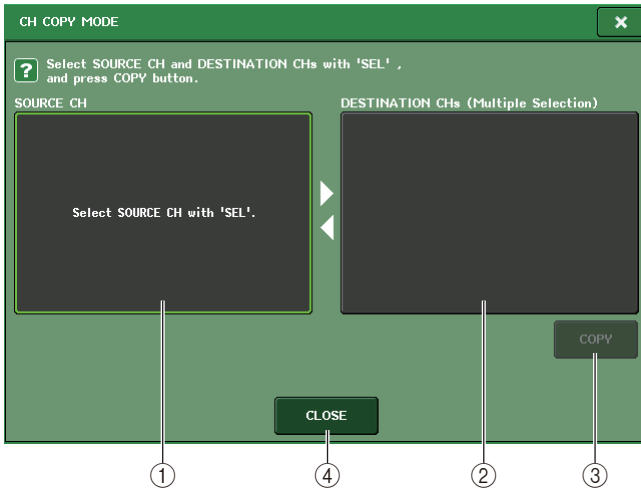 CH COPY MODE
×
? Select SOURCE CH and DESTINATION CHs with 'SEL' ,
and press COPY button.
SOURCE CH
DESTINATION CHs (Multiple Selection)
Select SOURCE CH with 'SEL'.
COPY
CLOSE
① ④ ② ③